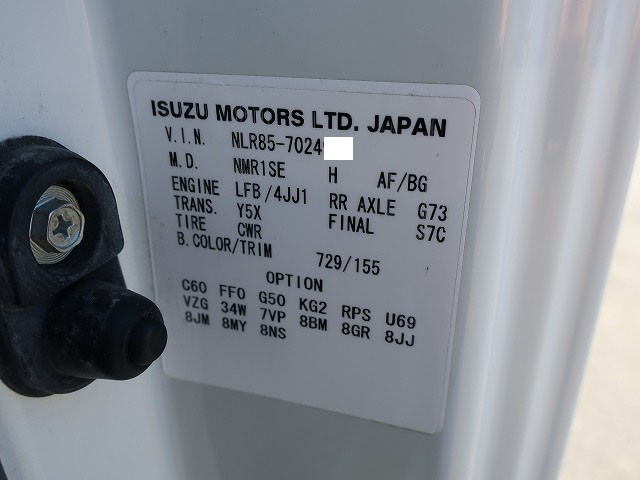 ISUZU MOTORS LTD. JAPAN
V.I.N. NLR85-7024
M.D. NMR1SE H AF/BG
ENGINE LFB/4JJ1 RR AXLE G73
TRANS. Y5X FINAL S7C
TIRE CWR
B.COLOR/TRIM 729/155
OPTION
C60 FF0 G50 KG2 RPS U69
VZG 34W 7VP 8BM 8GR 8JJ
8JM 8MY 8NS